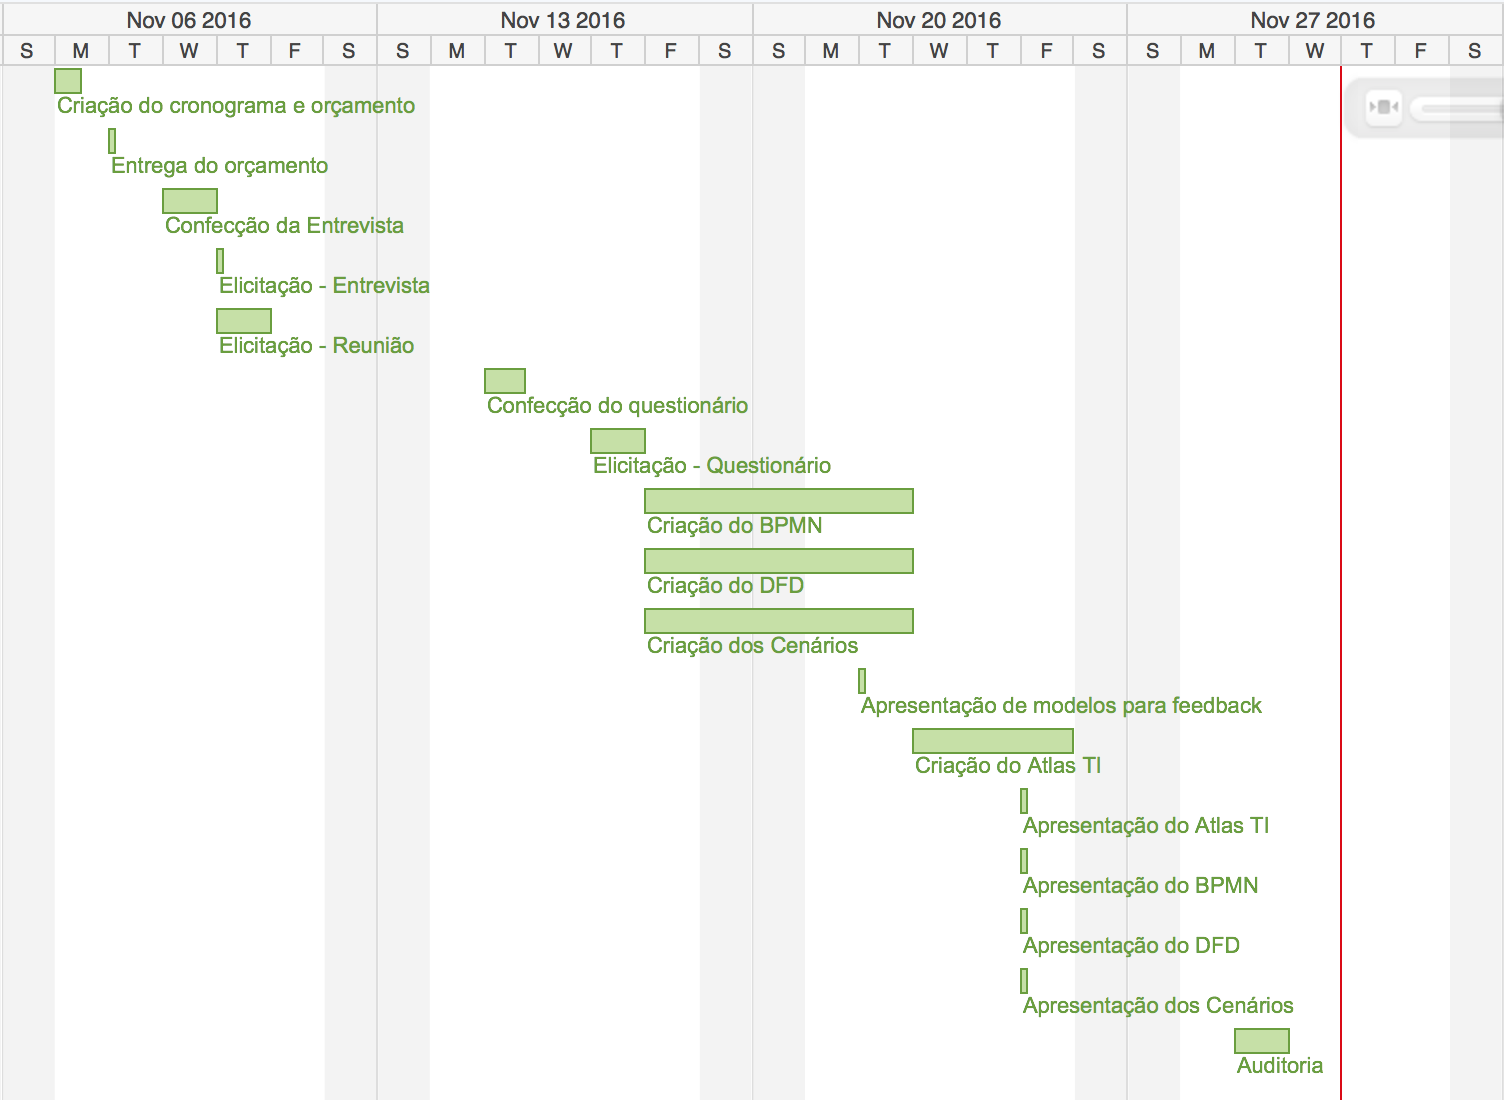 Nov 06 2016 Nov 13 2016 Nov 20 2016 Nov 27 2016
S M T W T F S S M T W T F S S M T W T F S S M T W T F S
Criação do cronograma e orçamento
Entrega do orçamento
Confecção da Entrevista
Elicitação - Entrevista
Elicitação - Reunião
Confecção do questionário
Elicitação - Questionário
Criação do BPMN
Criação do DFD
Criação dos Cenários
Apresentação de modelos para feedback
Criação do Atlas TI
Apresentação do Atlas TI
Apresentação do BPMN
Apresentação do DFD
Apresentação dos Cenários
Auditoria